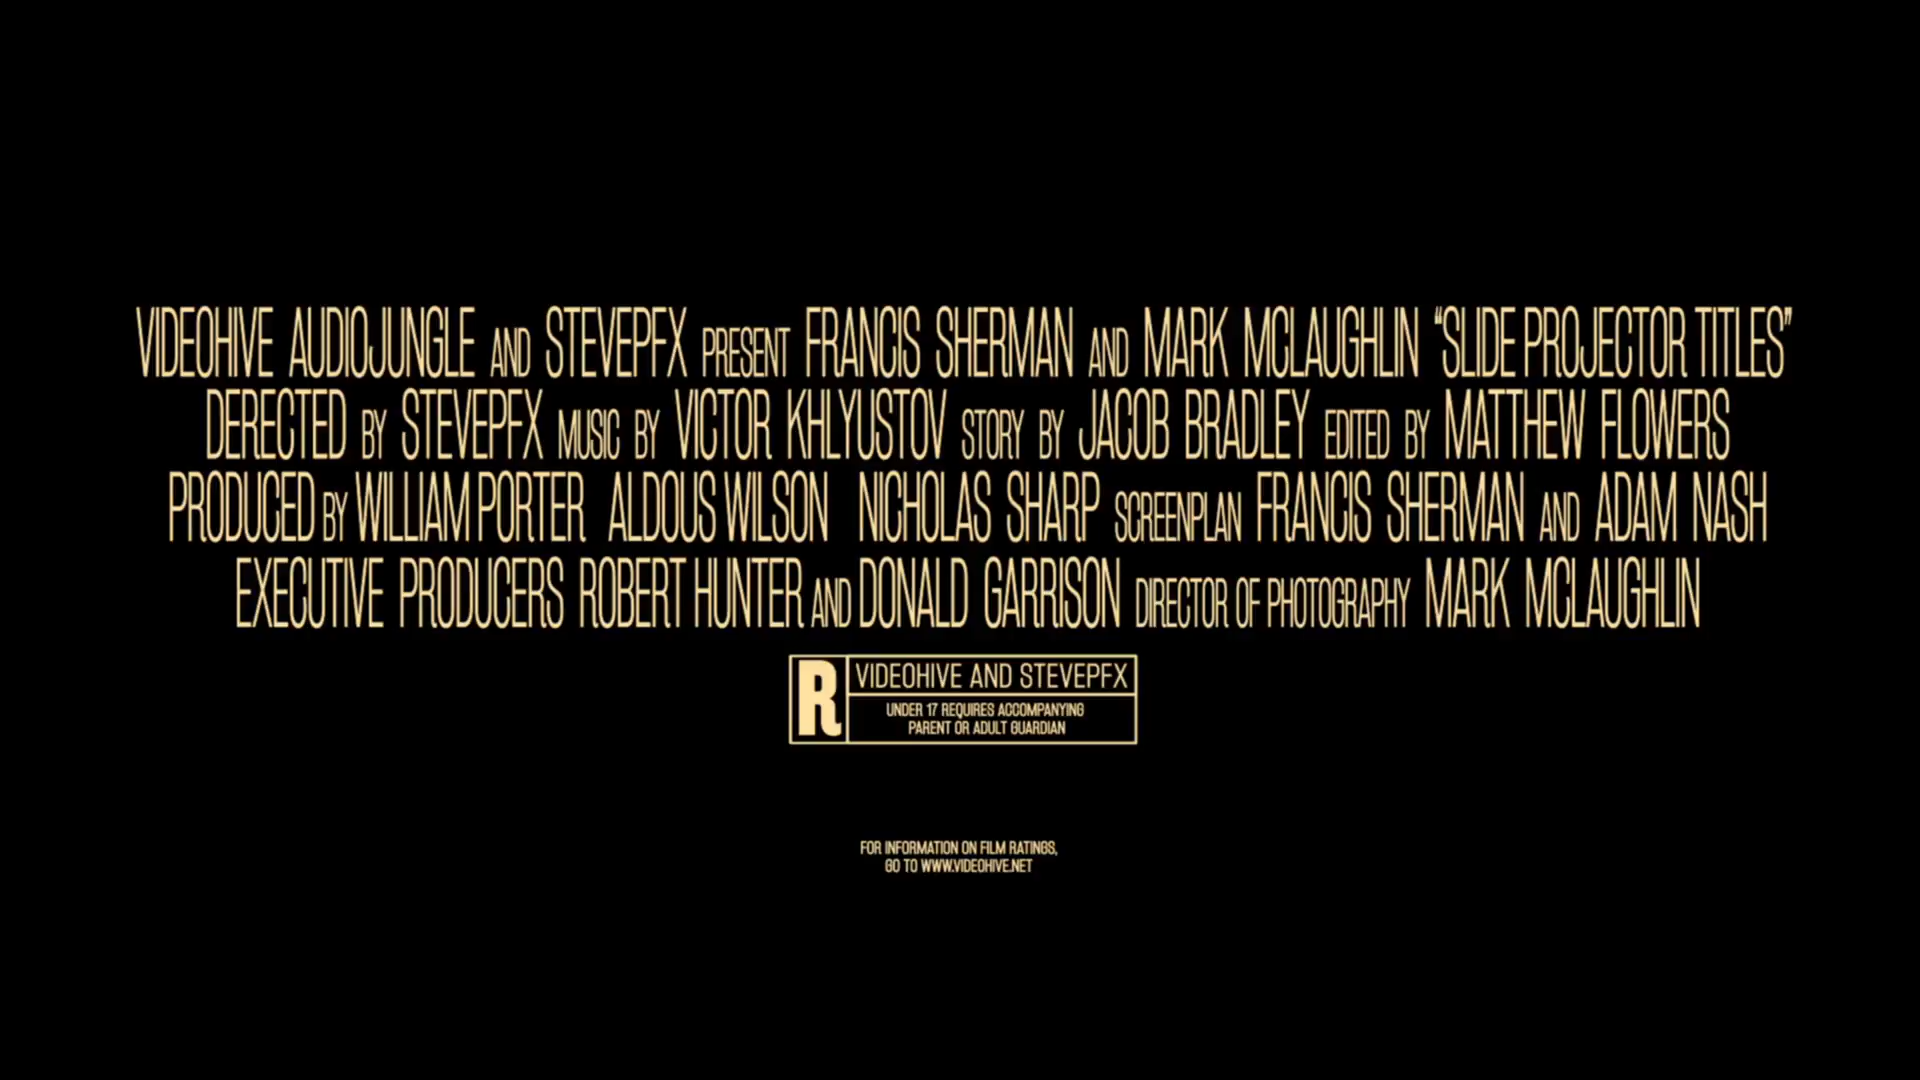 VIDEOHIVE AUDIOJUNGLE AND STEVEPFX PRESENT FRANCIS SHERMAN AND MARK MCLAUGHLIN “SLIDE PROJECTOR TITLES”
DERECTED BY STEVEPFX MUSIC BY VICTOR KHLYUSTOV STORY BY JACOB BRADLEY EDITED BY MATTHEW FLOWERS
PRODUCED BY WILLIAM PORTER ALDOUS WILSON NICHOLAS SHARP SCREENPLAN FRANCIS SHERMAN AND ADAM NASH
EXECUTIVE PRODUCERS ROBERT HUNTER AND DONALD GARRISON DIRECTOR OF PHOTOGRAPHY MARK MCLAUGHLIN
R
VIDEOHIVE AND STEVEPFX
UNDER 17 REQUIRES ACCOMPANYING
PARENT OR ADULT GUARDIAN
FOR INFORMATION ON FILM RATINGS,
GO TO WWW.VIDEOHIVE.NET